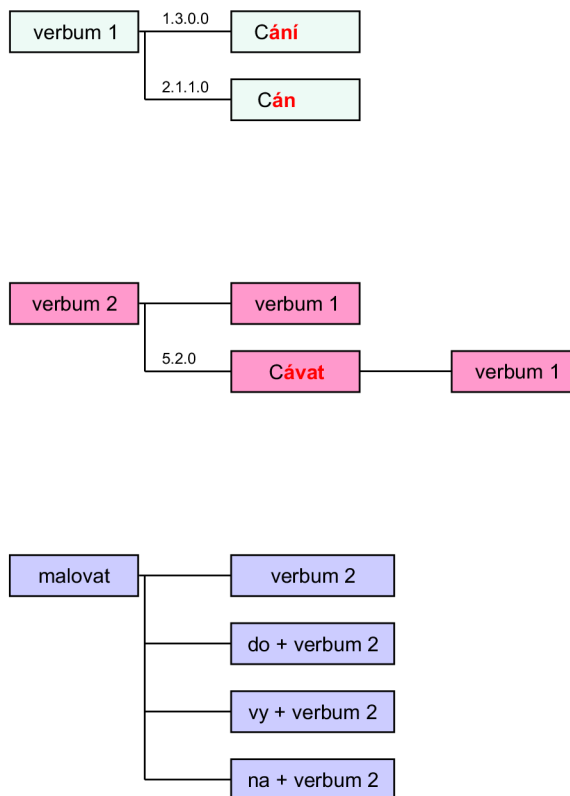 verbum 1
1.3.0.0
Cání
2.1.1.0
Cán
verbum 2
verbum 1
5.2.0
Cávat
verbum 1
malovat
verbum 2
do + verbum 2
vy + verbum 2
na + verbum 2